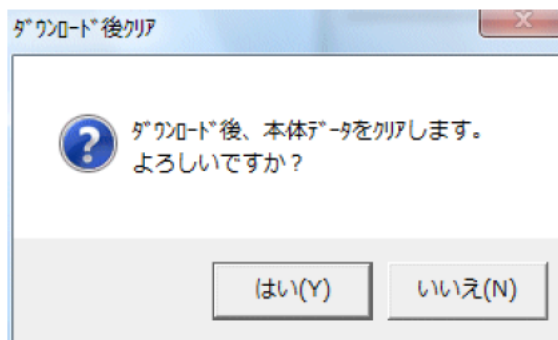 ﾀﾞｳﾝﾛｰﾄﾞ後ｸﾘｱ
ﾀﾞｳﾝﾛｰﾄﾞ後、本体ﾃﾞｰﾀをｸﾘｱします。
よろしいですか？
はい(Y)
いいえ(N)